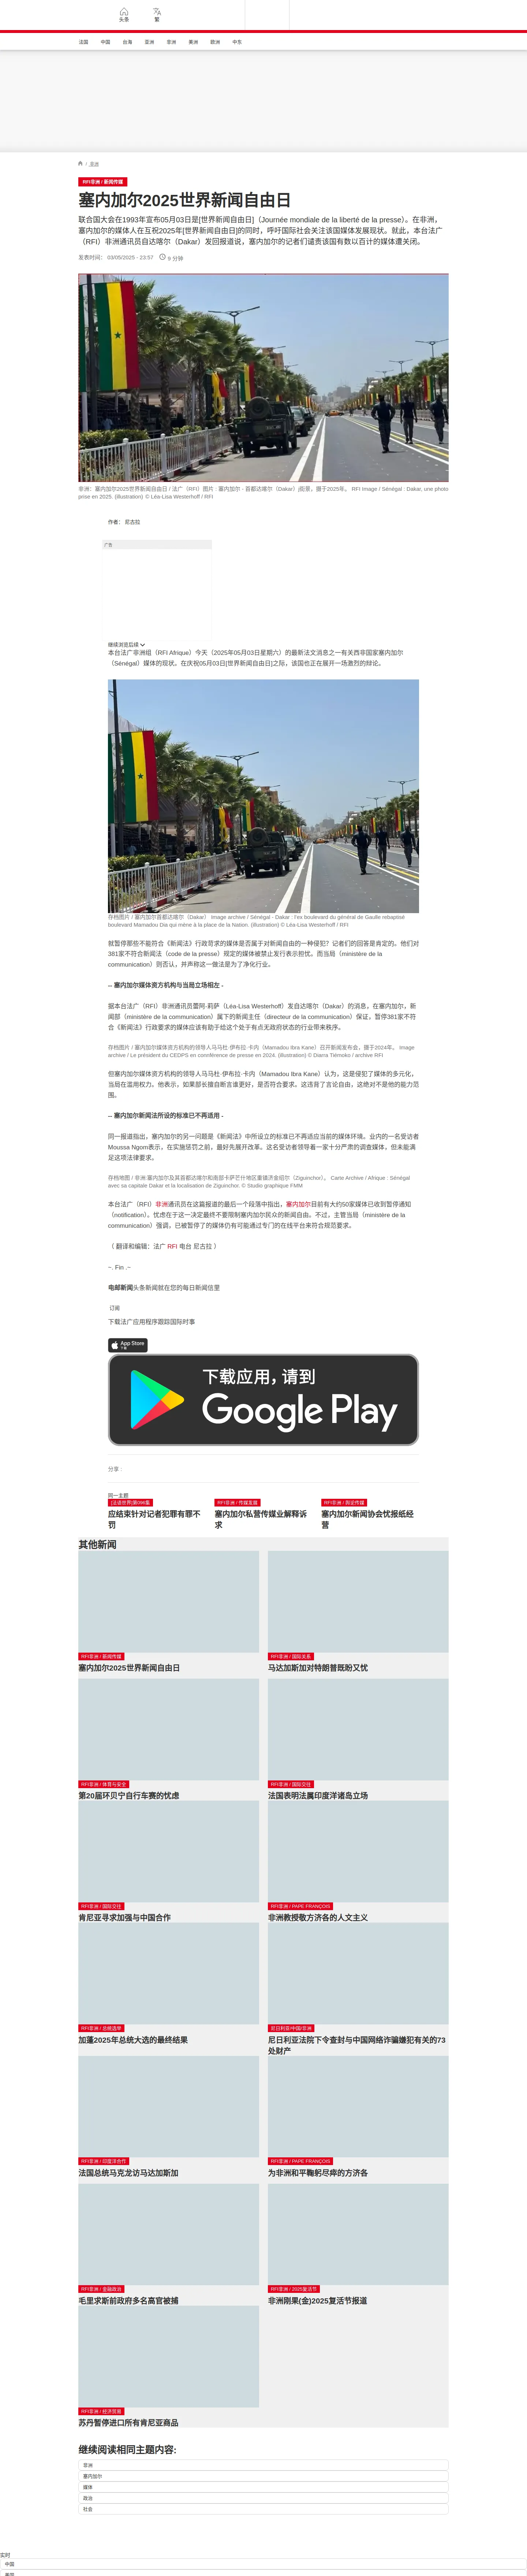 头条
繁
法国
中国
台海
亚洲
非洲
美洲
欧洲
中东
/ 非洲
RFI非洲 / 新闻传媒
塞内加尔2025世界新闻自由日
联合国大会在1993年宣布05月03日是[世界新闻自由日]（Journée mondiale de la liberté de la presse）。在非洲，
塞内加尔的媒体人在互祝2025年[世界新闻自由日]的同时，呼吁国际社会关注该国媒体发展现状。就此，本台法广
（RFI）非洲通讯员自达喀尔（Dakar）发回报道说，塞内加尔的记者们谴责该国有数以百计的媒体遭关闭。
发表时间： 03/05/2025 - 23:57
9 分钟
非洲：塞内加尔2025世界新闻自由日 / 法广（RFI）图片：塞内加尔 - 首都达喀尔（Dakar）|街景，摄于2025年。 RFI Image / Sénégal : Dakar, une photo
prise en 2025. (illustration) © Léa-Lisa Westerhoff / RFI
作者： 尼古拉
广告
继续浏览后续
本台法广非洲组（RFI Afrique）今天（2025年05月03日星期六）的最新法文消息之一有关西非国家塞内加尔
（Sénégal）媒体的现状。在庆祝05月03日[世界新闻自由日]之际，该国也正在展开一场激烈的辩论。
存档图片 / 塞内加尔首都达喀尔（Dakar） Image archive / Sénégal - Dakar : l'ex boulevard du général de Gaulle rebaptisé
boulevard Mamadou Dia qui mène à la place de la Nation. (illustration) © Léa-Lisa Westerhoff / RFI
就暂停那些不能符合《新闻法》行政苛求的媒体是否属于对新闻自由的一种侵犯？记者们的回答是肯定的。他们对
381家不符合新闻法（code de la presse）规定的媒体被禁止发行表示担忧。而当局（ministère de la
communication）则否认，并声称这一做法是为了净化行业。
-- 塞内加尔媒体资方机构与当局立场相左 -
据本台法广（RFI）非洲通讯员蕾阿-莉萨（Léa-Lisa Westerhoff）发自达喀尔（Dakar）的消息，在塞内加尔，新
闻部（ministère de la communication）属下的新闻主任（directeur de la communication）保证，暂停381家不符
合《新闻法》行政要求的媒体应该有助于给这个处于有点无政府状态的行业带来秩序。
存档图片 / 塞内加尔媒体资方机构的领导人马马杜·伊布拉·卡内（Mamadou Ibra Kane）召开新闻发布会，摄于2024年。 Image
archive / Le président du CEDPS en comnférence de presse en 2024. (illustration) © Diarra Tiémoko / archive RFI
但塞内加尔媒体资方机构的领导人马马杜·伊布拉·卡内（Mamadou Ibra Kane）认为，这是侵犯了媒体的多元化，
当局在滥用权力。他表示，如果部长擅自断言谁更好，是否符合要求。这违背了言论自由，这绝对不是他的能力范
围。
-- 塞内加尔新闻法所设的标准已不再适用 -
同一报道指出，塞内加尔的另一问题是《新闻法》中所设立的标准已不再适应当前的媒体环境。业内的一名受访者
Moussa Ngom表示，在实施惩罚之前，最好先展开改革。这名受访者领导着一家十分严肃的调查媒体，但未能满
足这项法律要求。
存档地图 / 非洲:塞内加尔及其首都达喀尔和南部卡萨芒什地区重镇济金绍尔（Ziguinchor）。 Carte Archive / Afrique : Sénégal
avec sa capitale Dakar et la localisation de Ziguinchor. © Studio graphique FMM
本台法广（RFI）非洲通讯员在这篇报道的最后一个段落中指出，塞内加尔目前有大约50家媒体已收到暂停通知
（notification）。忧虑在于这一决定最终不要限制塞内加尔民众的新闻自由。不过，主管当局（ministère de la
communication）强调，已被暂停了的媒体仍有可能通过专门的在线平台来符合规范要求。
（ 翻译和编辑：法广 RFI 电台 尼古拉 ）
~. Fin .~
电邮新闻头条新闻就在您的每日新闻信里
订阅
下载法广应用程序跟踪国际时事
App Store
下载
下载应用，请到
Google Play
分享 :
同一主题
[法语世界]第098集
应结束针对记者犯罪有罪不
罚
RFI非洲 / 传媒发展
塞内加尔私营传媒业解释诉
求
RFI非洲 / 舆论传媒
塞内加尔新闻协会忧报纸经
营
其他新闻
RFI非洲 / 新闻传媒
塞内加尔2025世界新闻自由日
RFI非洲 / 国际关系
马达加斯加对特朗普既盼又忧
RFI非洲 / 体育与安全
第20届环贝宁自行车赛的忧虑
RFI非洲 / 国际交往
法国表明法属印度洋诸岛立场
RFI非洲 / 国际交往
肯尼亚寻求加强与中国合作
RFI非洲 / PAPE FRANÇOIS
非洲教授敬方济各的人文主义
RFI非洲 / 总统选举
加蓬2025年总统大选的最终结果
尼日利亚/中国/亚洲
尼日利亚法院下令查封与中国网络诈骗嫌犯有关的73
处财产
RFI非洲 / 印度洋合作
法国总统马克龙访马达加斯加
RFI非洲 / PAPE FRANÇOIS
为非洲和平鞠躬尽瘁的方济各
RFI非洲 / 金融政治
毛里求斯前政府多名高官被捕
RFI非洲 / 2025复活节
非洲刚果(金)2025复活节报道
RFI非洲 / 经济贸易
苏丹暂停进口所有肯尼亚商品
继续阅读相同主题内容:
非洲
塞内加尔
媒体
政治
社会
实时
中国